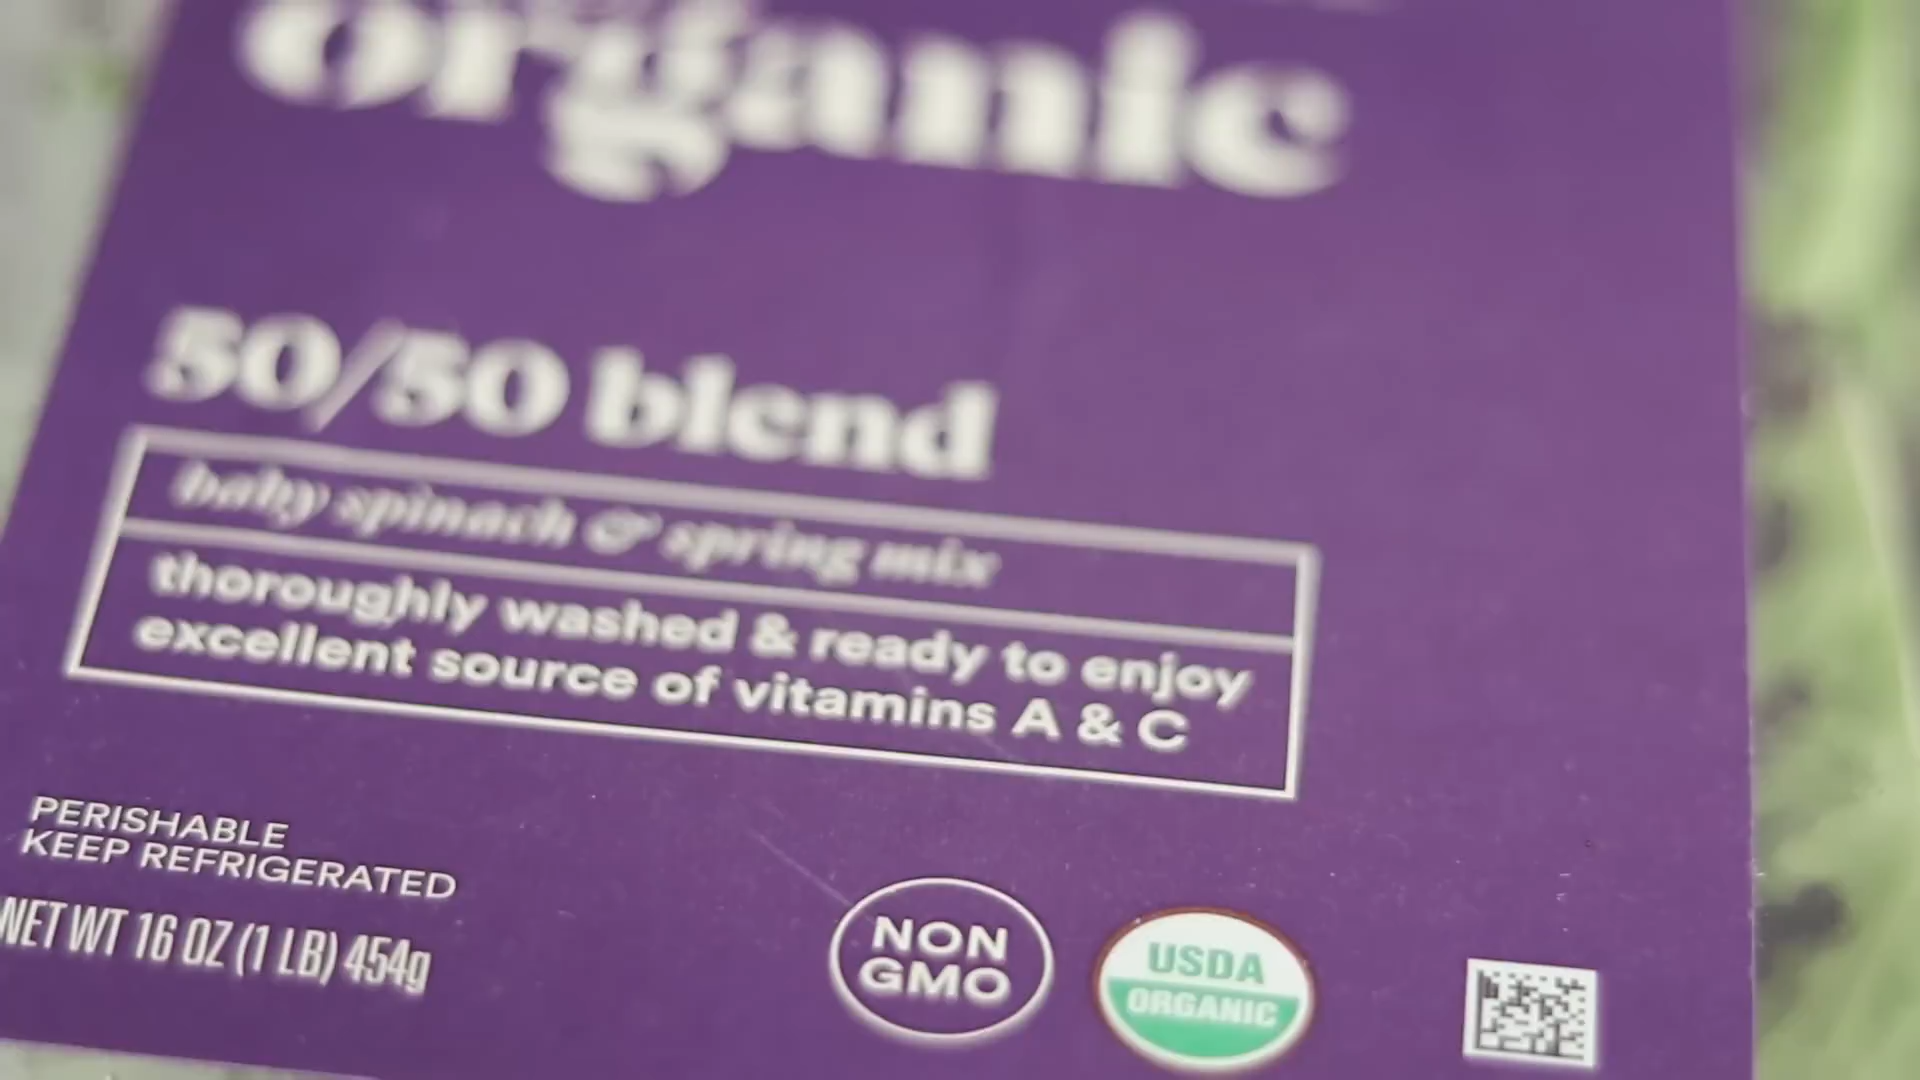 organic
50/50 blend
baby spinach & spring mix
thoroughly washed & ready to enjoy
excellent source of vitamins A & C
PERISHABLE
KEEP REFRIGERATED
NET WT 16 OZ (1 LB) 454g
NON
GMO
USDA
ORGANIC